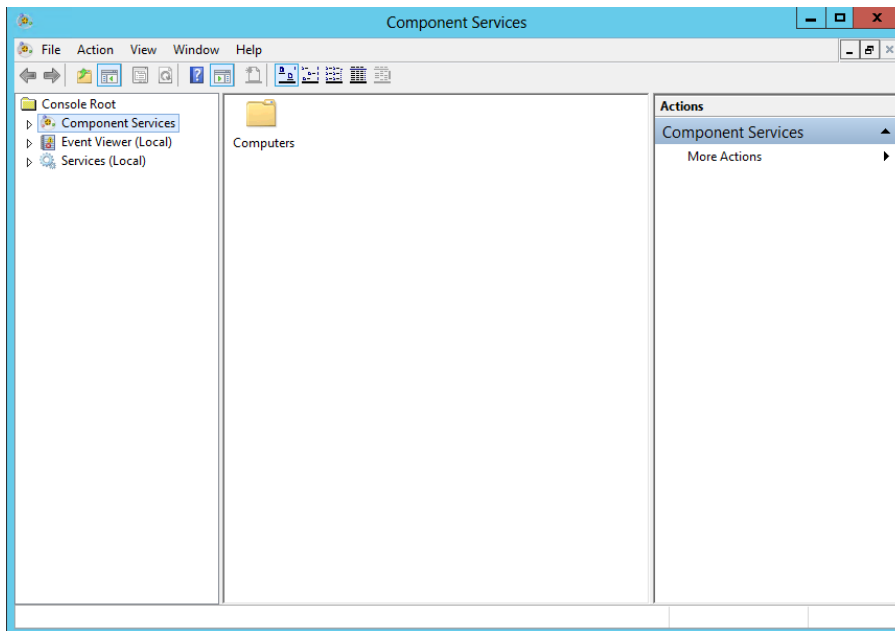 Component Services
File Action View Window Help
Console Root
Component Services
Event Viewer (Local)
Services (Local)
Computers
Actions
Component Services
More Actions